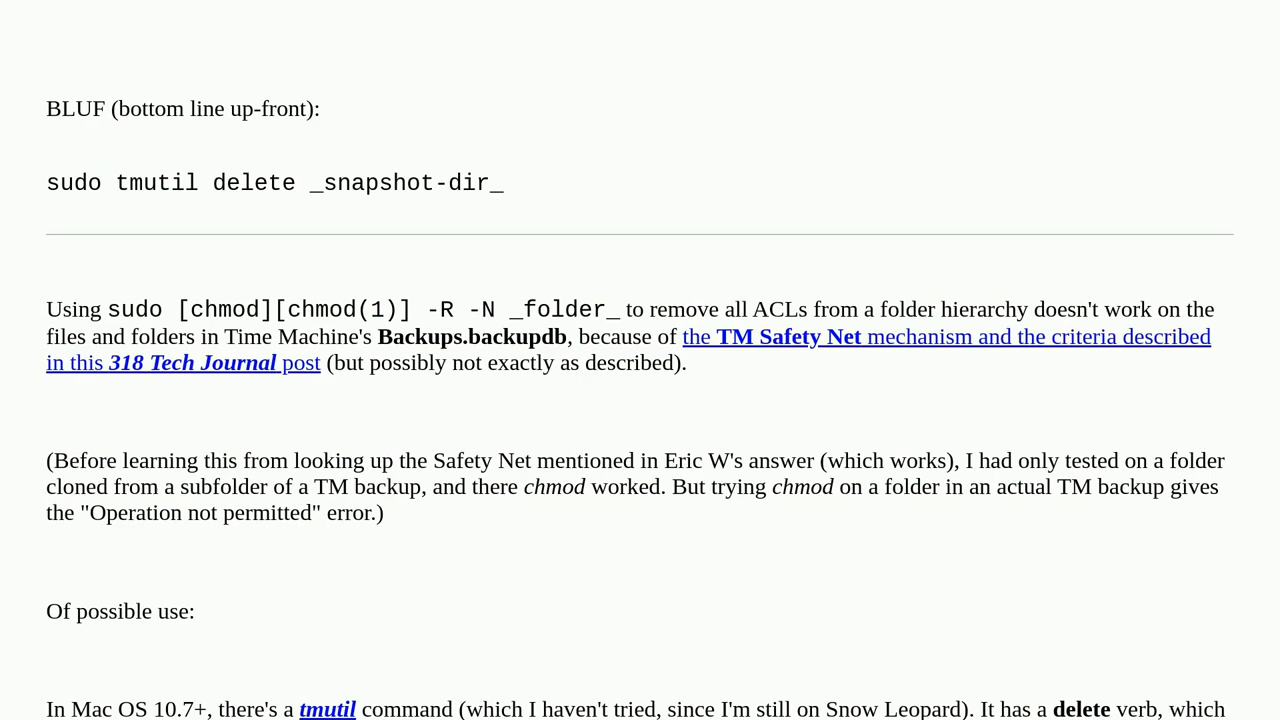 BLUF (bottom line up-front):
sudo tmutil delete _snapshot-dir_
Using sudo [chmod][chmod(1)] -R -N _folder_ to remove all ACLs from a folder hierarchy doesn't work on the
files and folders in Time Machine's Backups.backupdb, because of the TM Safety Net mechanism and the criteria described
in this 318 Tech Journal post (but possibly not exactly as described).
(Before learning this from looking up the Safety Net mentioned in Eric W's answer (which works), I had only tested on a folder
cloned from a subfolder of a TM backup, and there chmod worked. But trying chmod on a folder in an actual TM backup gives
the "Operation not permitted" error.)
Of possible use:
In Mac OS 10.7+, there's a tmutil command (which I haven't tried, since I'm still on Snow Leopard). It has a delete verb, which